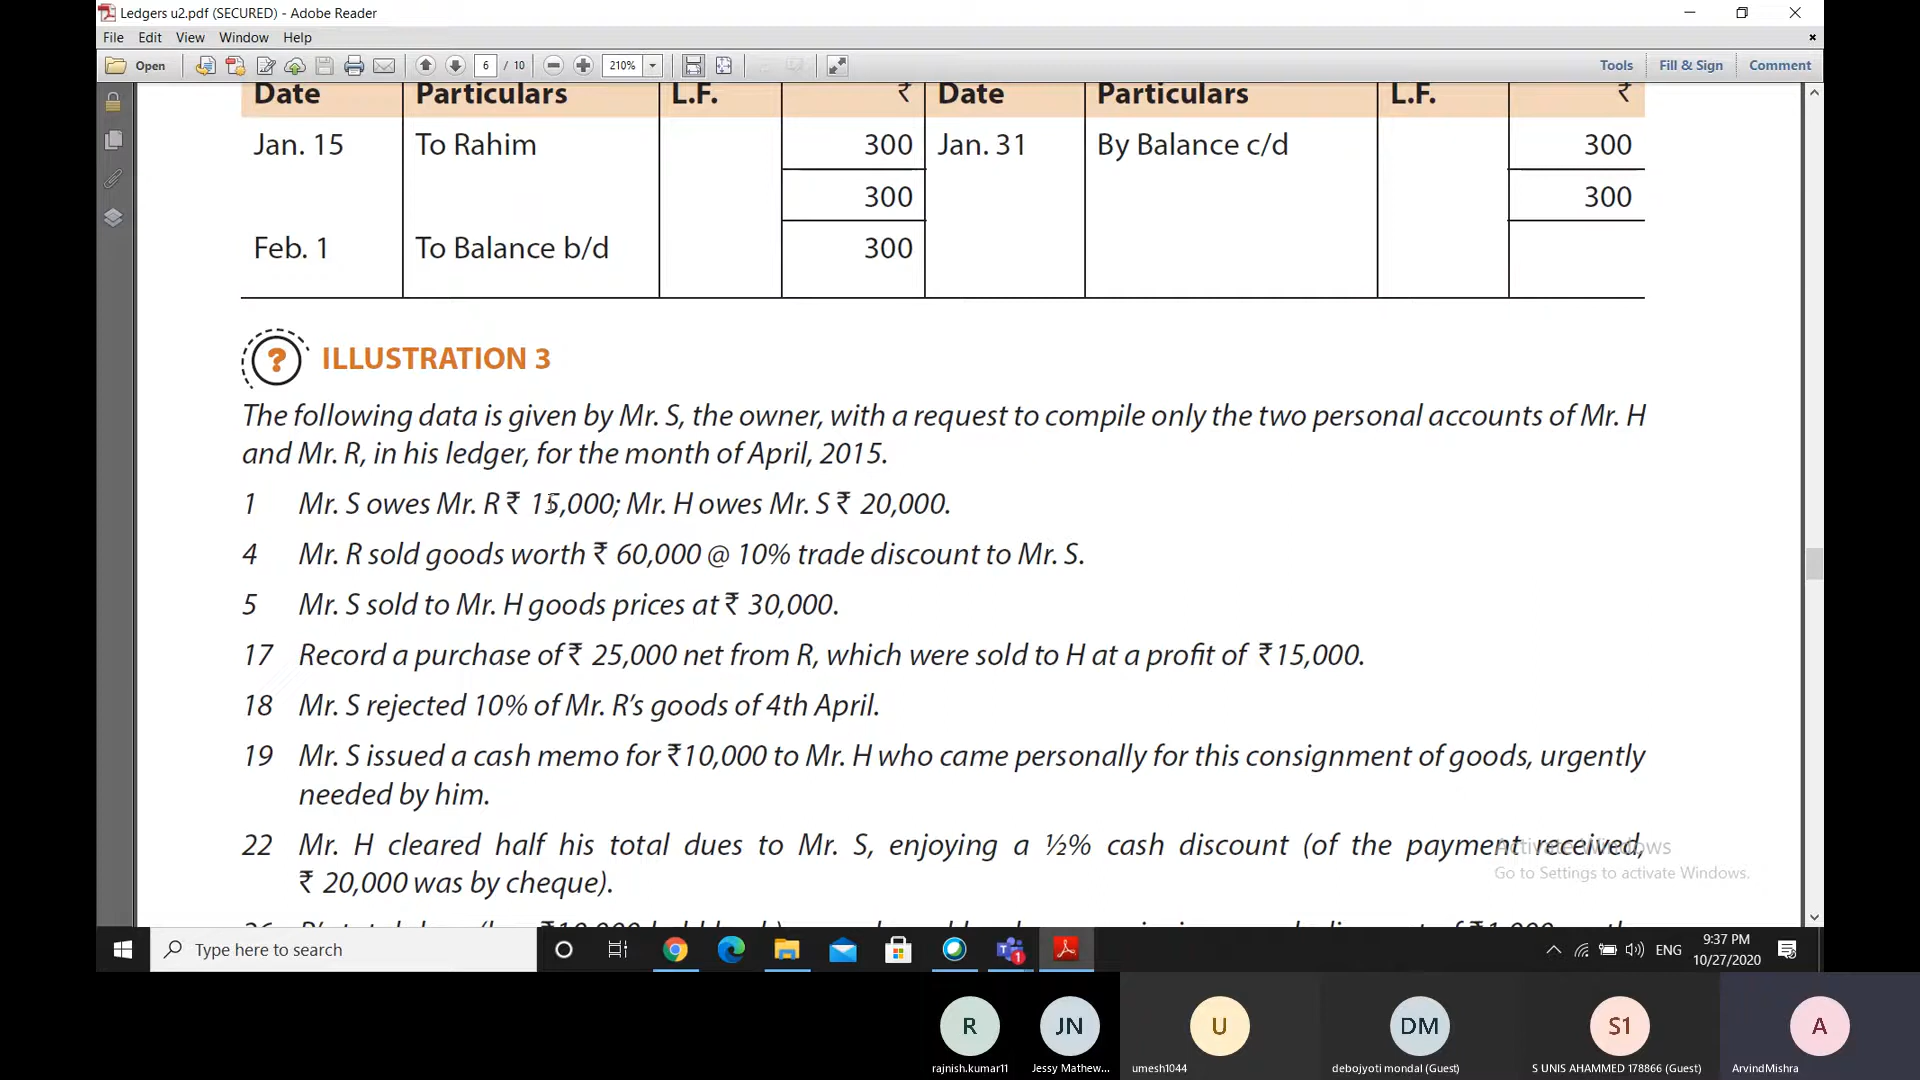 Ledgers u2.pdf (SECURED) - Adobe Reader
File Edit View Window Help
Open 6 / 10 210% Tools Fill & Sign Comment
Date Particulars L.F. ₹ Date Particulars L.F. ₹
Jan. 15 To Rahim 300 Jan. 31 By Balance c/d 300
300 300
Feb. 1 To Balance b/d 300
? ILLUSTRATION 3
The following data is given by Mr. S, the owner, with a request to compile only the two personal accounts of Mr. H
and Mr. R, in his ledger, for the month of April, 2015.
1 Mr. S owes Mr. R ₹ 15,000; Mr. H owes Mr. S ₹ 20,000.
4 Mr. R sold goods worth ₹ 60,000 @ 10% trade discount to Mr. S.
5 Mr. S sold to Mr. H goods prices at ₹ 30,000.
17 Record a purchase of ₹ 25,000 net from R, which were sold to H at a profit of ₹15,000.
18 Mr. S rejected 10% of Mr. R's goods of 4th April.
19 Mr. S issued a cash memo for ₹10,000 to Mr. H who came personally for this consignment of goods, urgently
needed by him.
22 Mr. H cleared half his total dues to Mr. S, enjoying a ½% cash discount (of the payment received,
₹ 20,000 was by cheque).
Activate Windows
Go to Settings to activate Windows.
Type here to search
1
ENG
9:37 PM
10/27/2020
R JN U DM S1 A
rajnish.kumar11 Jessy Mathew... umesh1044 debojyoti mondal (Guest) S UNIS AHAMMED 178866 (Guest) ArvindMishra